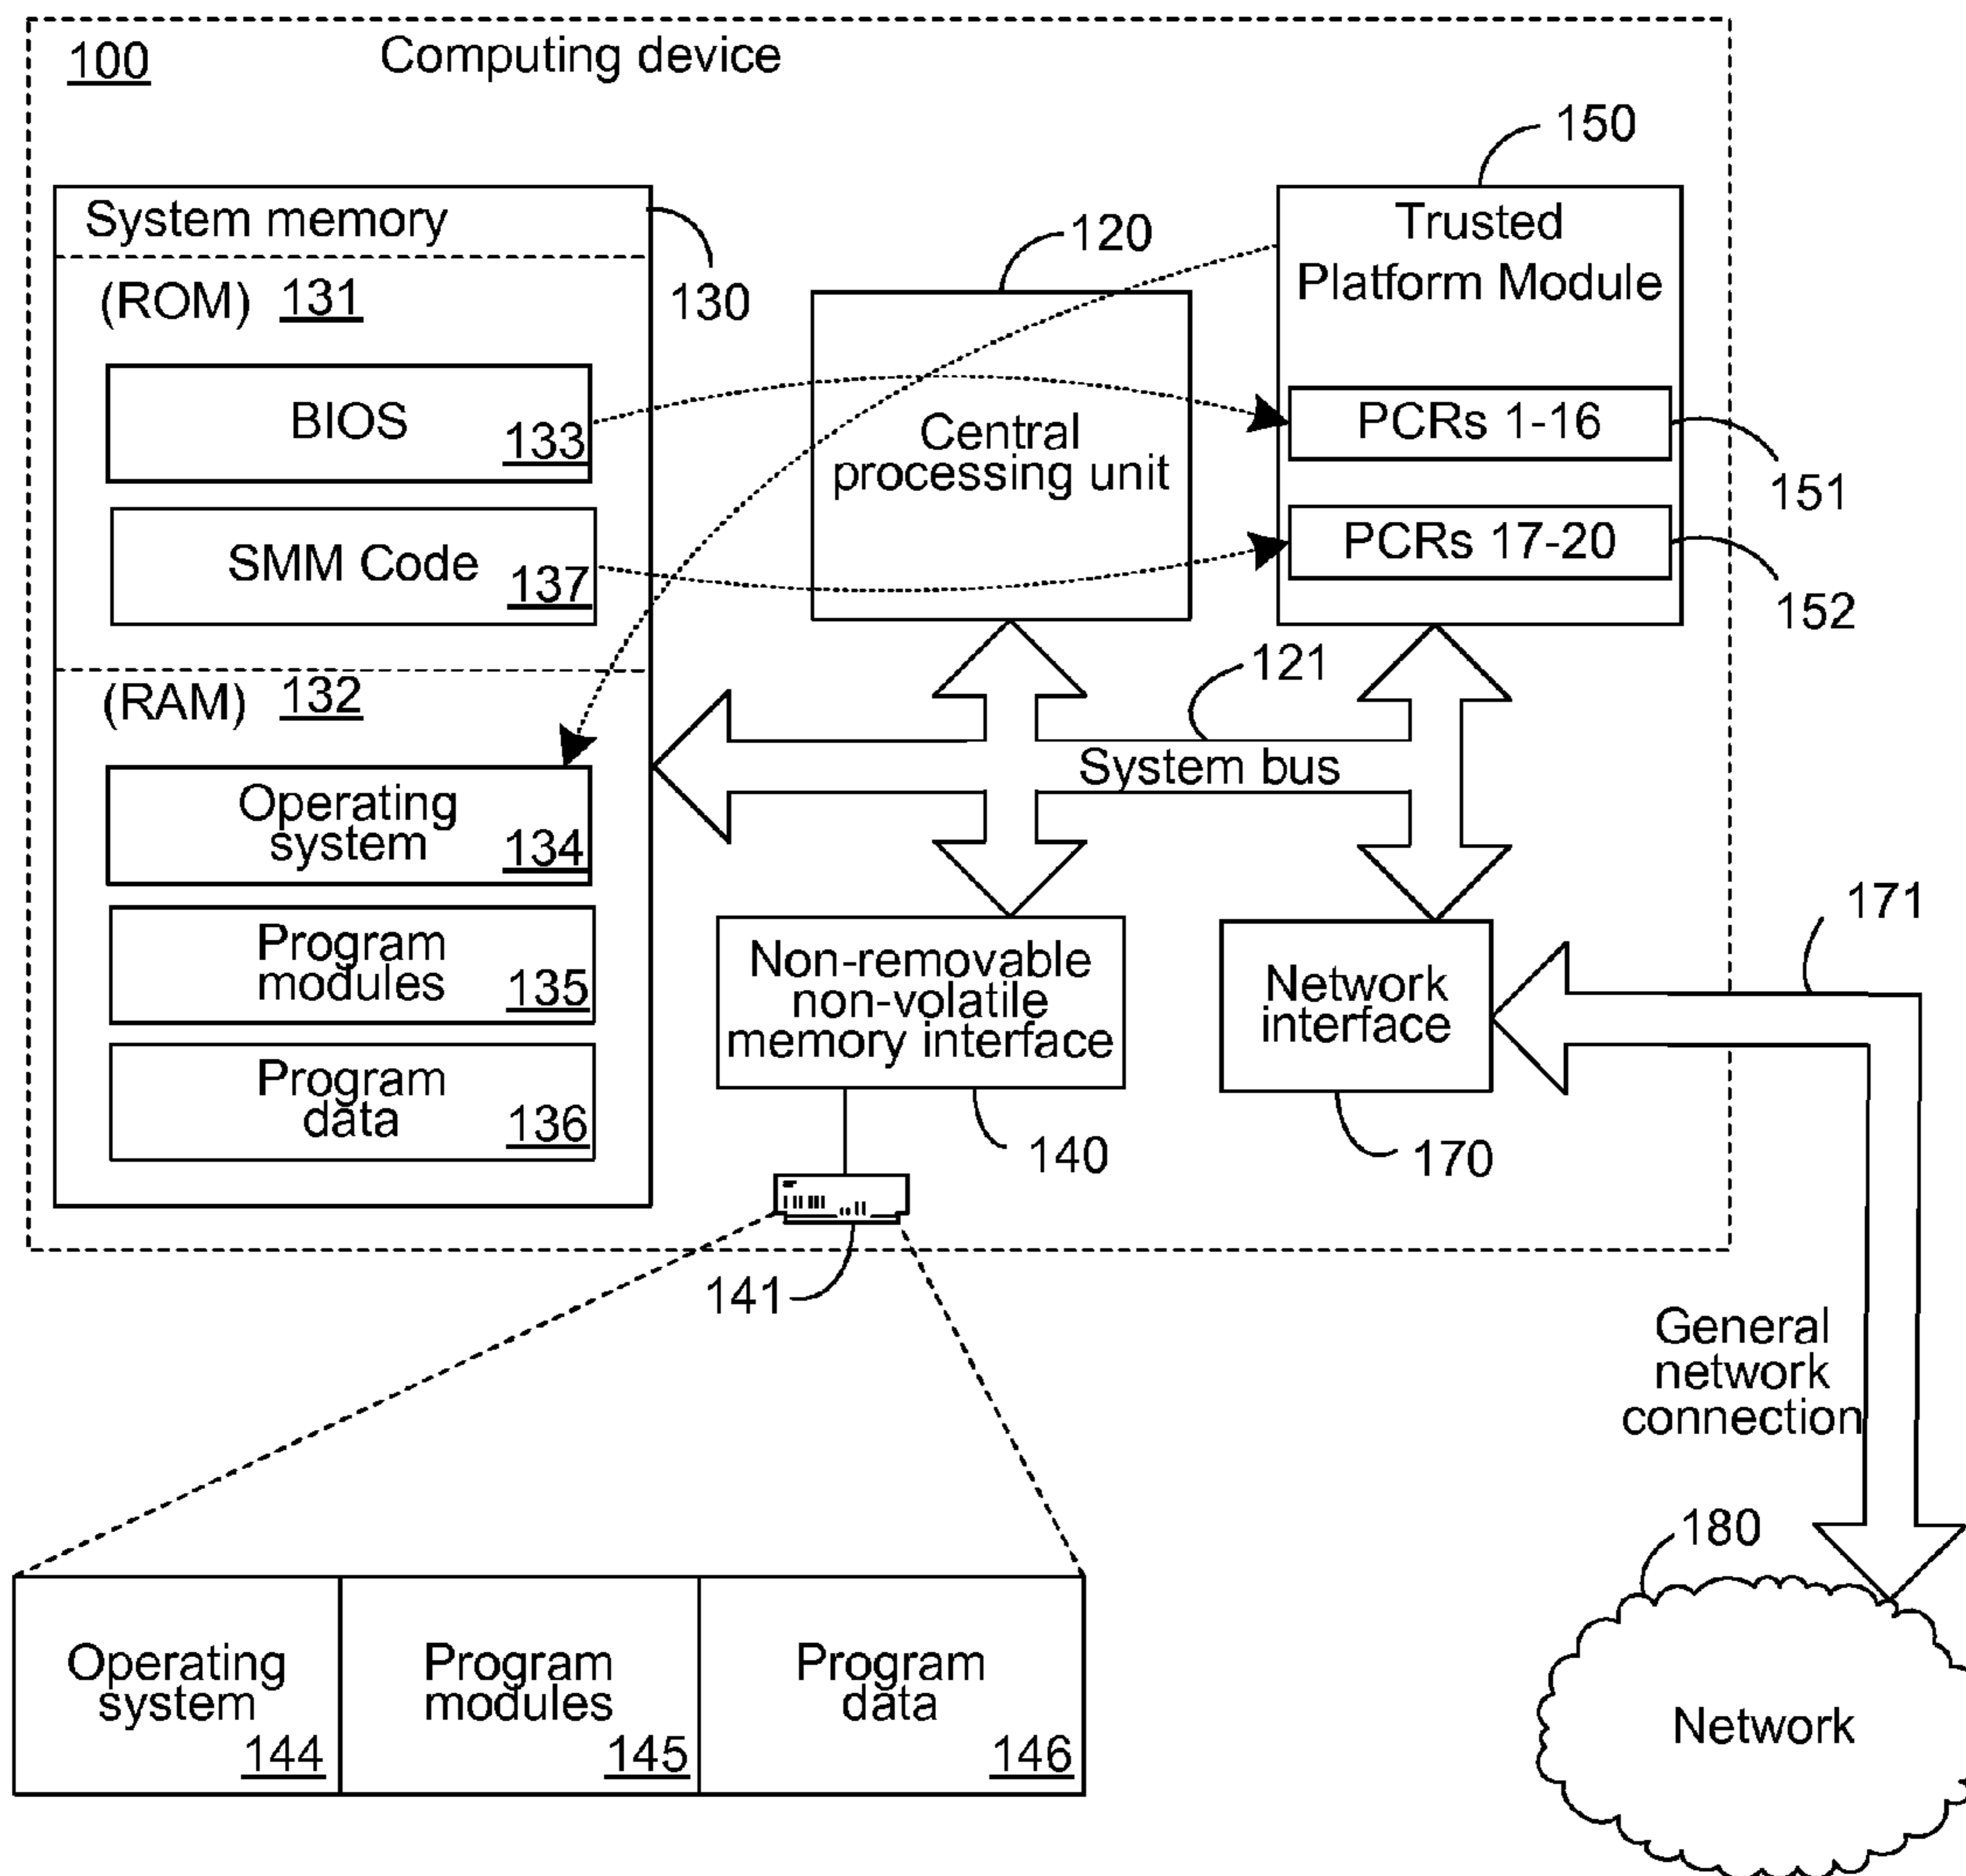 100
Computing device
150
System memory
130
(ROM) 131
BIOS
133
SMM Code
137
(RAM) 132
Operating
system
134
Program
modules
135
Program
data
136
120
Central
processing unit
Trusted
Platform Module
PCRs 1-16
151
PCRs 17-20
152
121
System bus
Non-removable
non-volatile
memory interface
140
141
Network
interface
170
171
General
network
connection
180
Network
Operating
system
144
Program
modules
145
Program
data
146